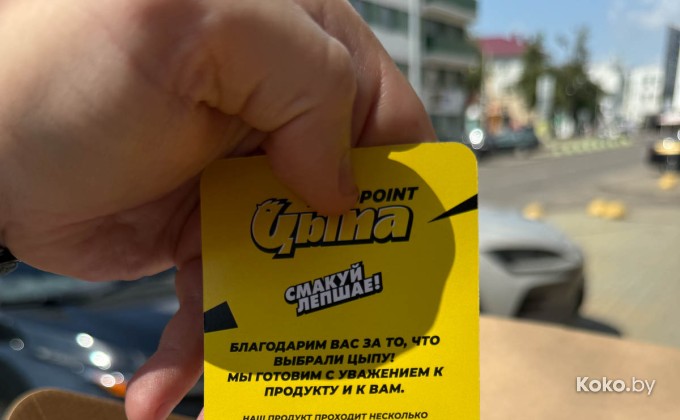 POINT
Цыпа
СМАКУЙ
ЛЕПШАЕ!
БЛАГОДАРИМ ВАС ЗА ТО, ЧТО
ВЫБРАЛИ ЦЫПУ!
МЫ ГОТОВИМ С УВАЖЕНИЕМ К
ПРОДУКТУ И К ВАМ.
НАШ ПРОДУКТ ПРОХОДИТ НЕСКОЛЬКО
Koko.by